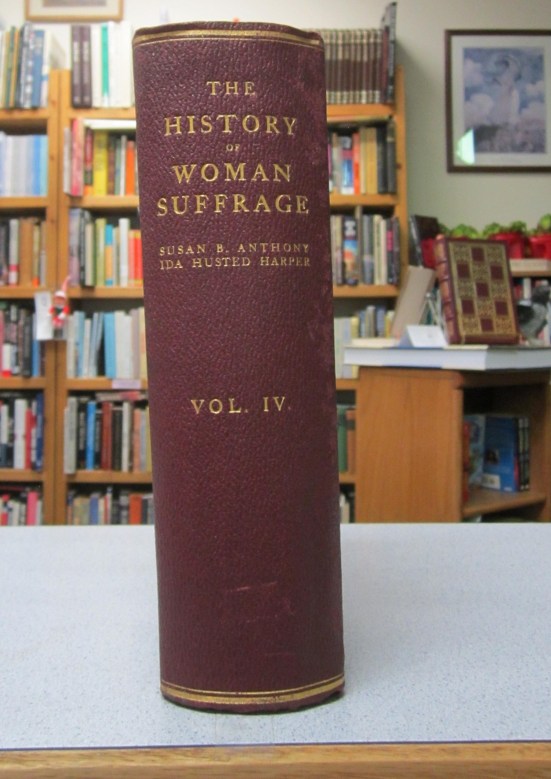 THE
HISTORY
OF
WOMAN
SUFFRAGE
SUSAN B. ANTHONY
IDA HUSTED HARPER
VOL. IV.